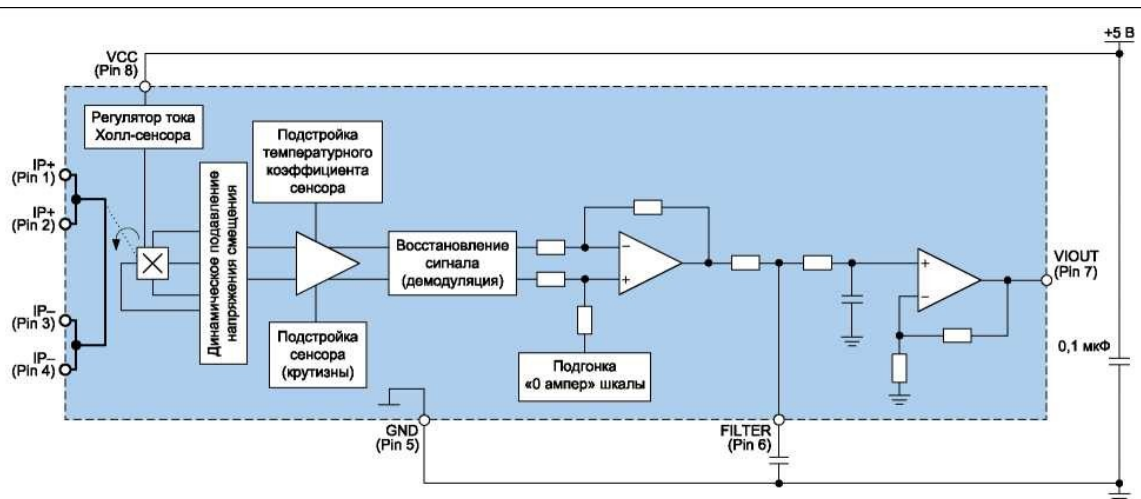 +5 В
VCC
(Pin 8)
Регулятор тока
Холл-сенсора
Подстройка
температурного
коэффициента
сенсора
IP+
(Pin 1)
IP+
(Pin 2)
Динамическое подавление
напряжения смещения
Восстановление
сигнала
(демодуляция)
−
+
+
−
VIOUT
(Pin 7)
IP–
(Pin 3)
IP–
(Pin 4)
Подстройка
сенсора
(крутизны)
Подгонка
«0 ампер» шкалы
0,1 мкФ
GND
(Pin 5)
FILTER
(Pin 6)